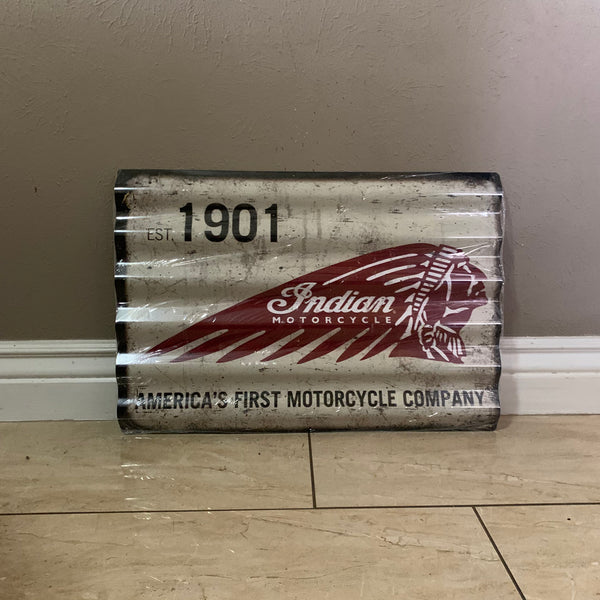 EST. 1901
Indian
MOTORCYCLE
AMERICA'S FIRST MOTORCYCLE COMPANY